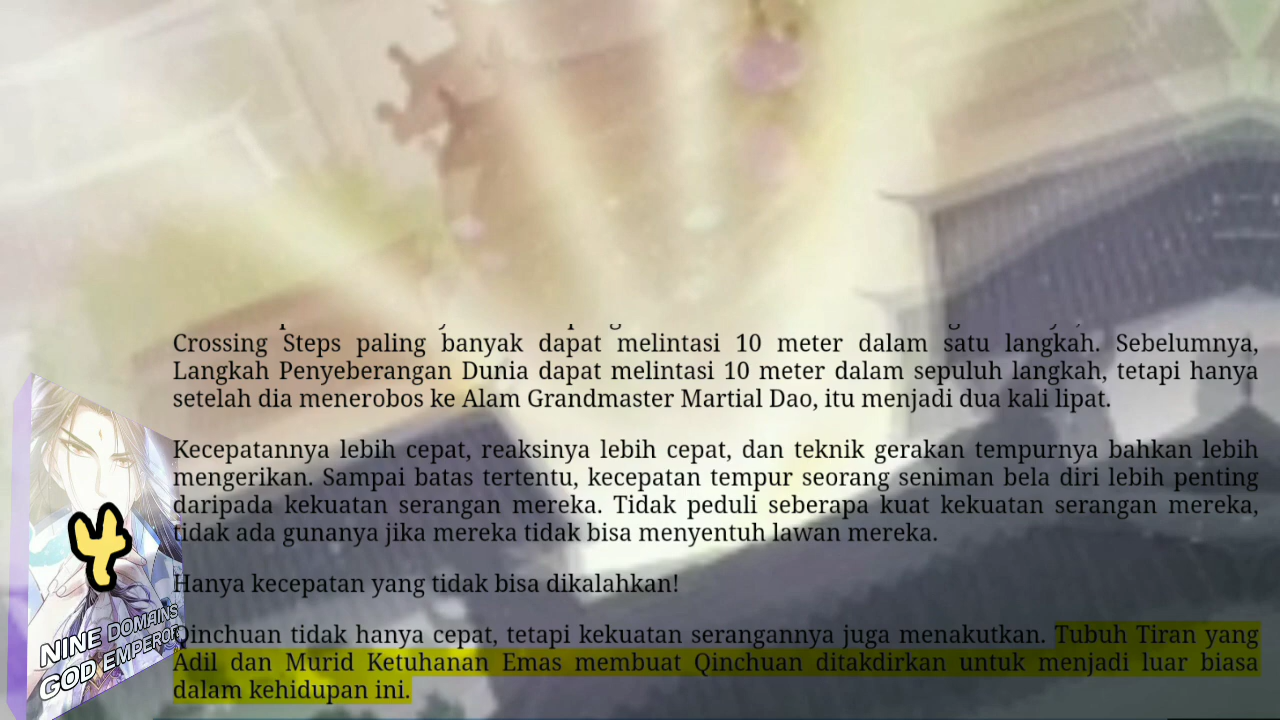 Crossing Steps paling banyak dapat melintasi 10 meter dalam satu langkah. Sebelumnya,
Langkah Penyeberangan Dunia dapat melintasi 10 meter dalam sepuluh langkah, tetapi hanya
setelah dia menerobos ke Alam Grandmaster Martial Dao, itu menjadi dua kali lipat.
Kecepatannya lebih cepat, reaksinya lebih cepat, dan teknik gerakan tempurnya bahkan lebih
mengerikan. Sampai batas tertentu, kecepatan tempur seorang seniman bela diri lebih penting
daripada kekuatan serangan mereka. Tidak peduli seberapa kuat kekuatan serangan mereka,
tidak ada gunanya jika mereka tidak bisa menyentuh lawan mereka.
Hanya kecepatan yang tidak bisa dikalahkan!
Qinchuan tidak hanya cepat, tetapi kekuatan serangannya juga menakutkan. Tubuh Tiran yang
Adil dan Murid Ketuhanan Emas membuat Qinchuan ditakdirkan untuk menjadi luar biasa
dalam kehidupan ini.
NINE DOMAINS
GOD EMPEROR